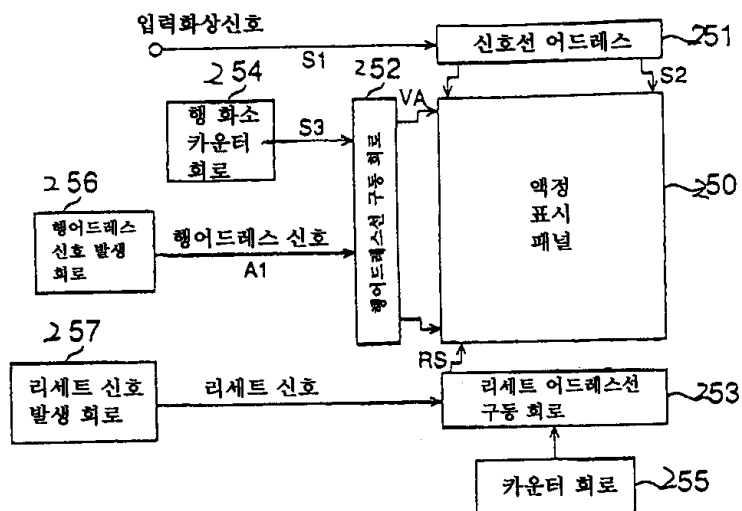 입력화상신호
S1
신호선 어드레스
251
S2
254
행 화소
카운터
회로
S3
252
행어드레스선 구동 회로
VA
액정
표시
패널
250
256
행어드레스
신호 발생
회로
행어드레스 신호
A1
257
리세트 신호
발생 회로
리세트 신호
RS
리세트 어드레스선
구동 회로
253
카운터 회로
255